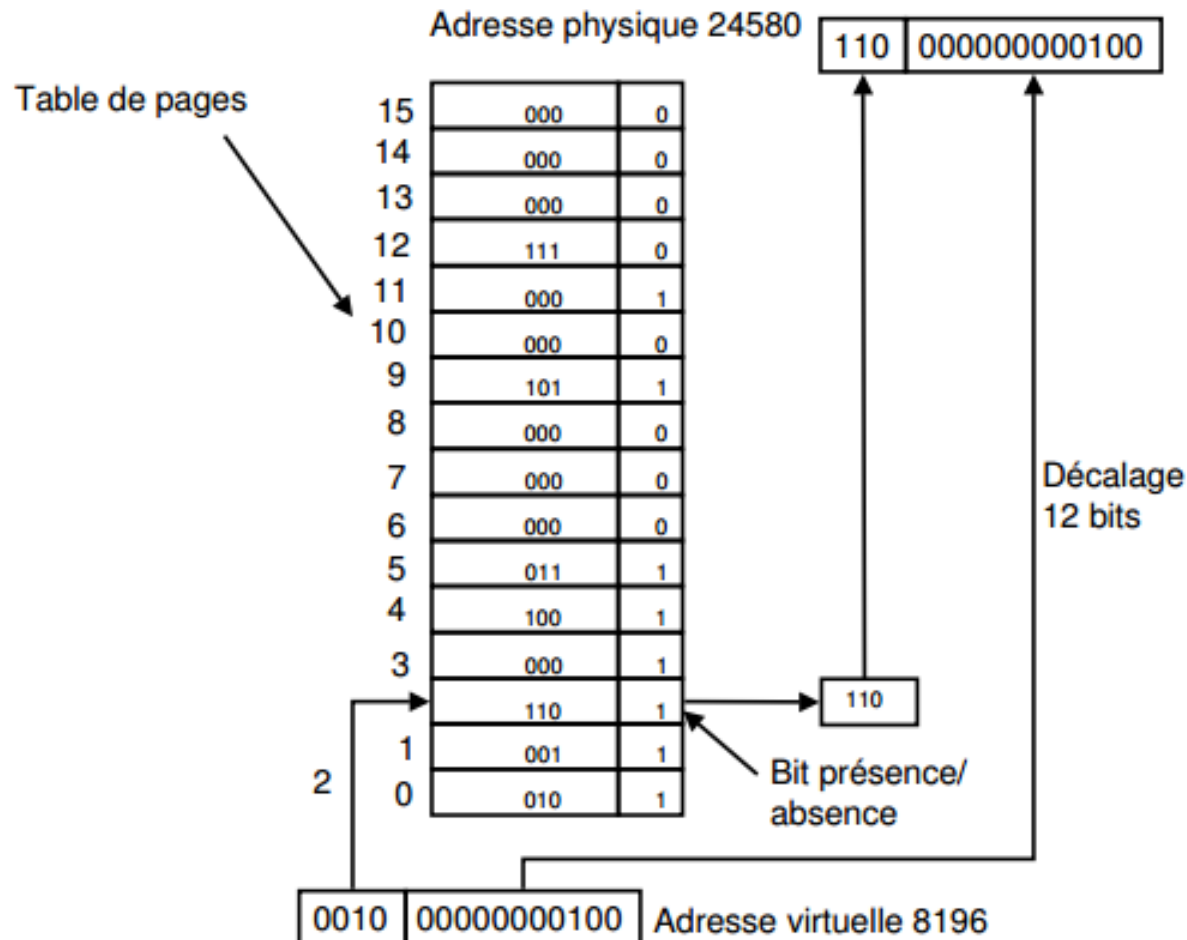 Adresse physique 24580
110 000000000100
Table de pages
15 000 0
14 000 0
13 000 0
12 111 0
11 000 1
10 000 0
9 101 1
8 000 0
7 000 0
6 000 0
5 011 1
4 100 1
3 000 1
110 1
1 001 1
0 010 1
2
110
Décalage
12 bits
Bit présence/
absence
0010 00000000100 Adresse virtuelle 8196